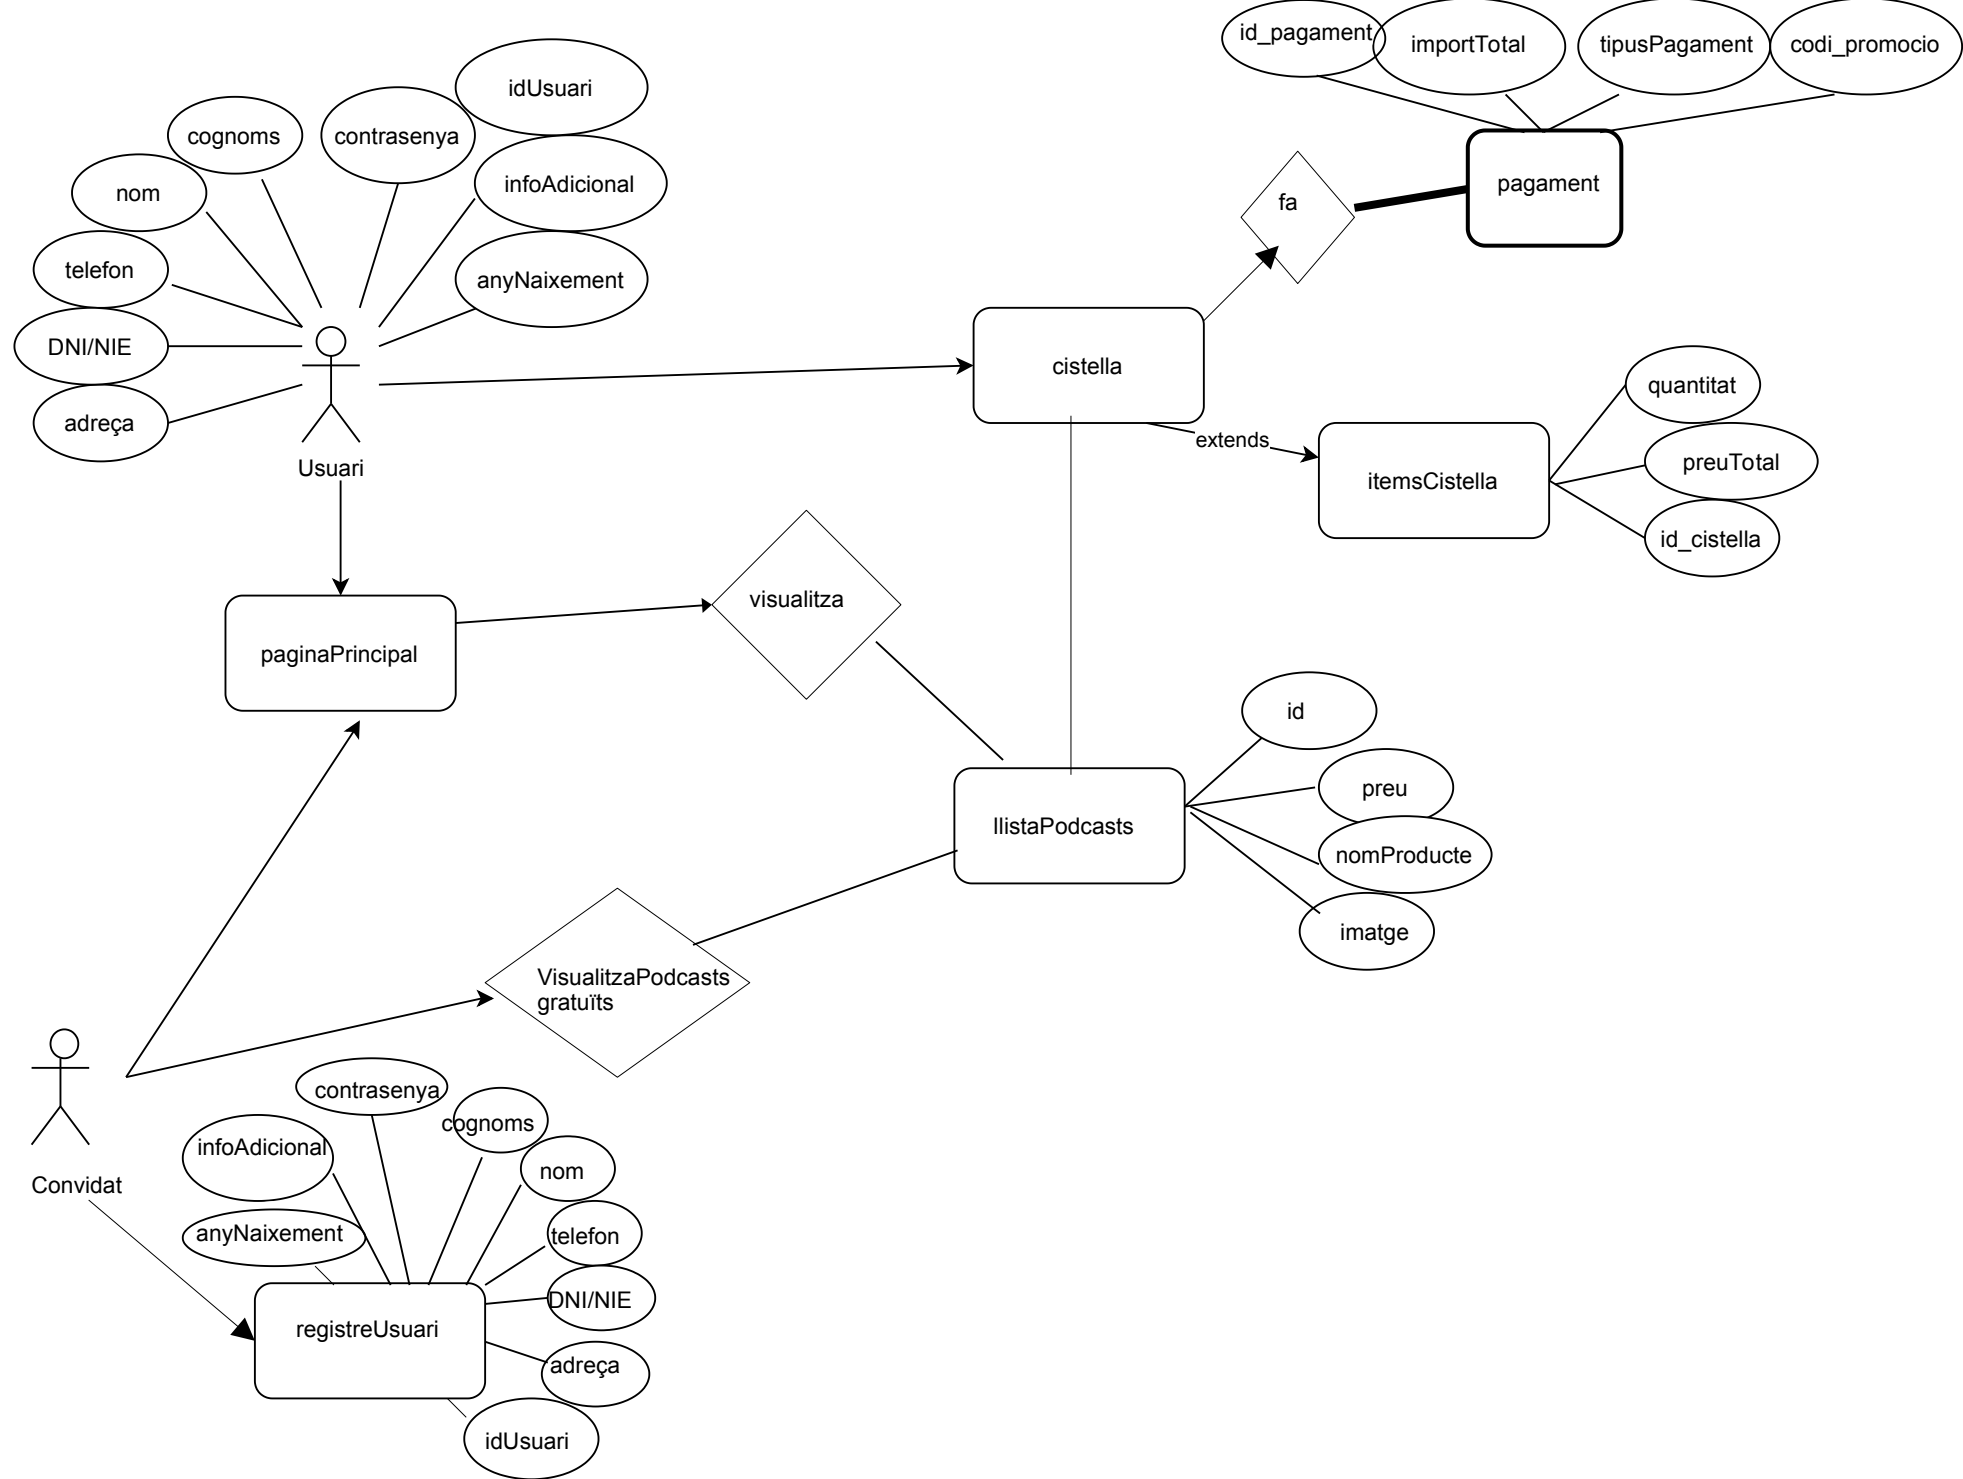 id_pagament
importTotal
tipusPagament
codi_promocio
idUsuari
cognoms
contrasenya
nom
infoAdicional
pagament
fa
telefon
anyNaixement
DNI/NIE
cistella
adreça
quantitat
extends
preuTotal
Usuari
itemsCistella
id_cistella
visualitza
paginaPrincipal
id
preu
llistaPodcasts
nomProducte
imatge
VisualitzaPodcasts
gratuïts
contrasenya
cognoms
infoAdicional
nom
Convidat
anyNaixement
telefon
DNI/NIE
registreUsuari
adreça
idUsuari